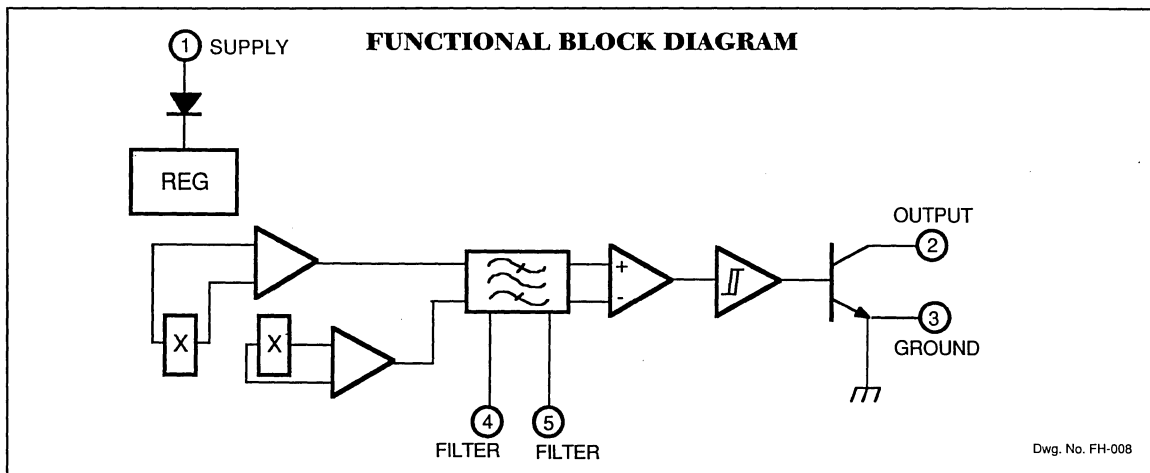 FUNCTIONAL BLOCK DIAGRAM
1 SUPPLY
REG
X
X
+
-
OUTPUT
2
3
GROUND
4
5
FILTER
FILTER
Dwg. No. FH-008